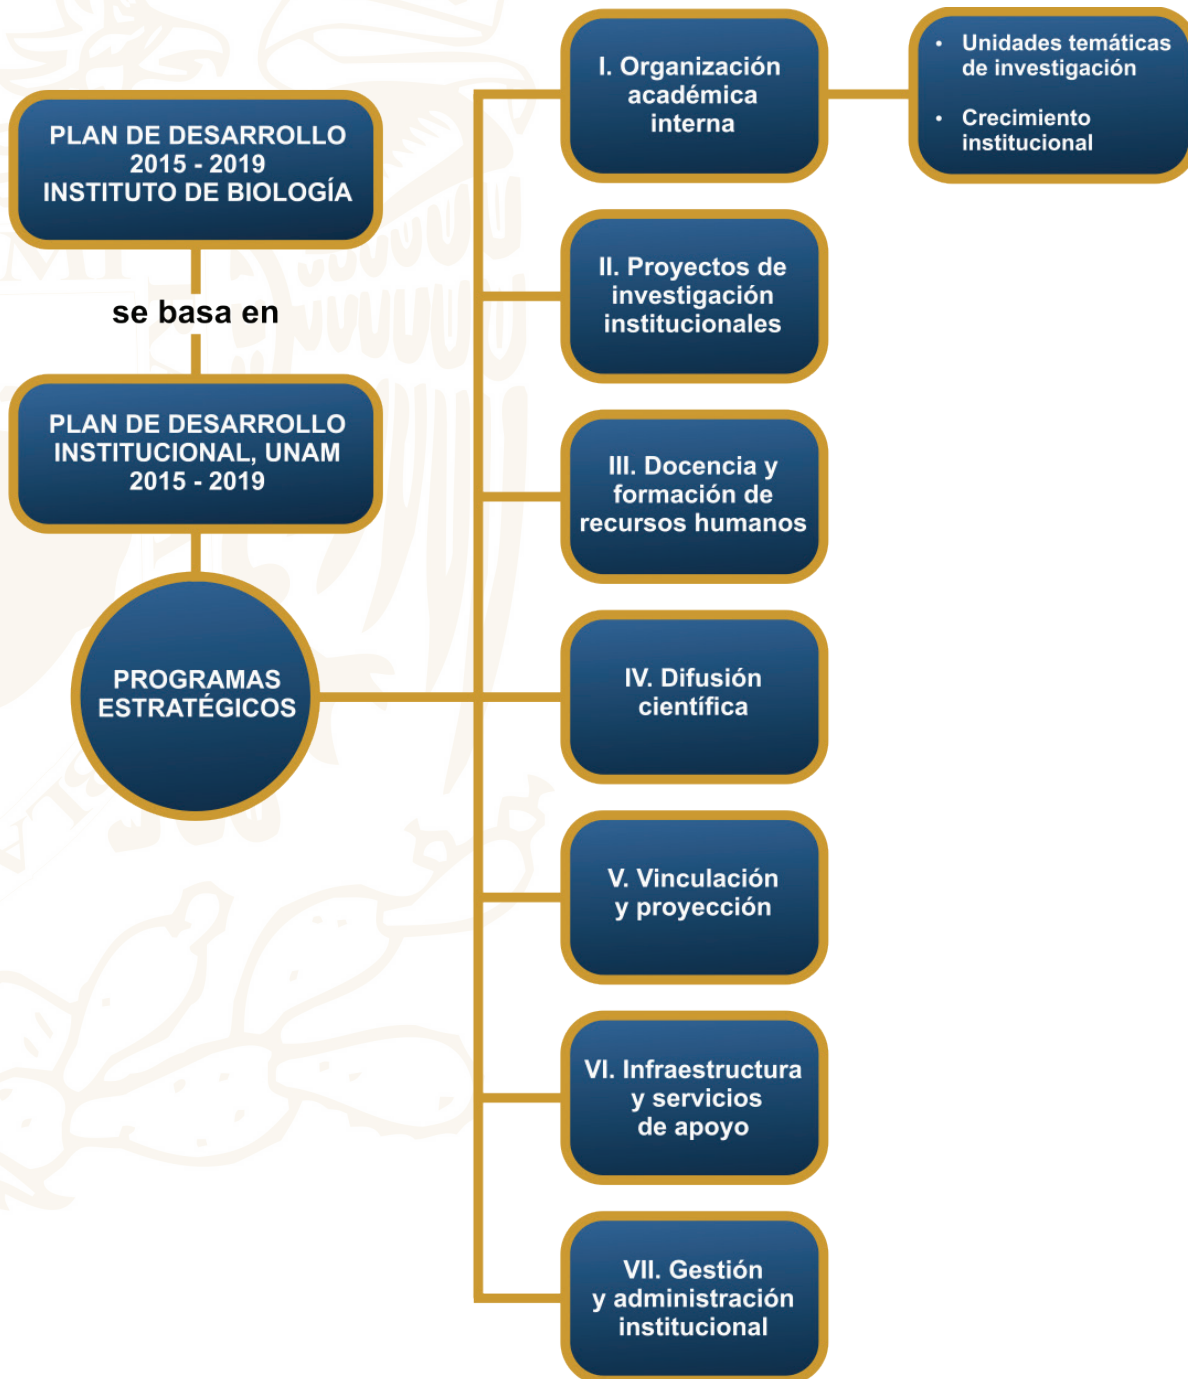 PLAN DE DESARROLLO
2015 - 2019
INSTITUTO DE BIOLOGÍA
se basa en
PLAN DE DESARROLLO
INSTITUCIONAL, UNAM
2015 - 2019
PROGRAMAS
ESTRATÉGICOS
I. Organización
académica
interna
• Unidades temáticas
de investigación
• Crecimiento
institucional
II. Proyectos de
investigación
institucionales
III. Docencia y
formación de
recursos humanos
IV. Difusión
científica
V. Vinculación
y proyección
VI. Infraestructura
y servicios
de apoyo
VII. Gestión
y administración
institucional